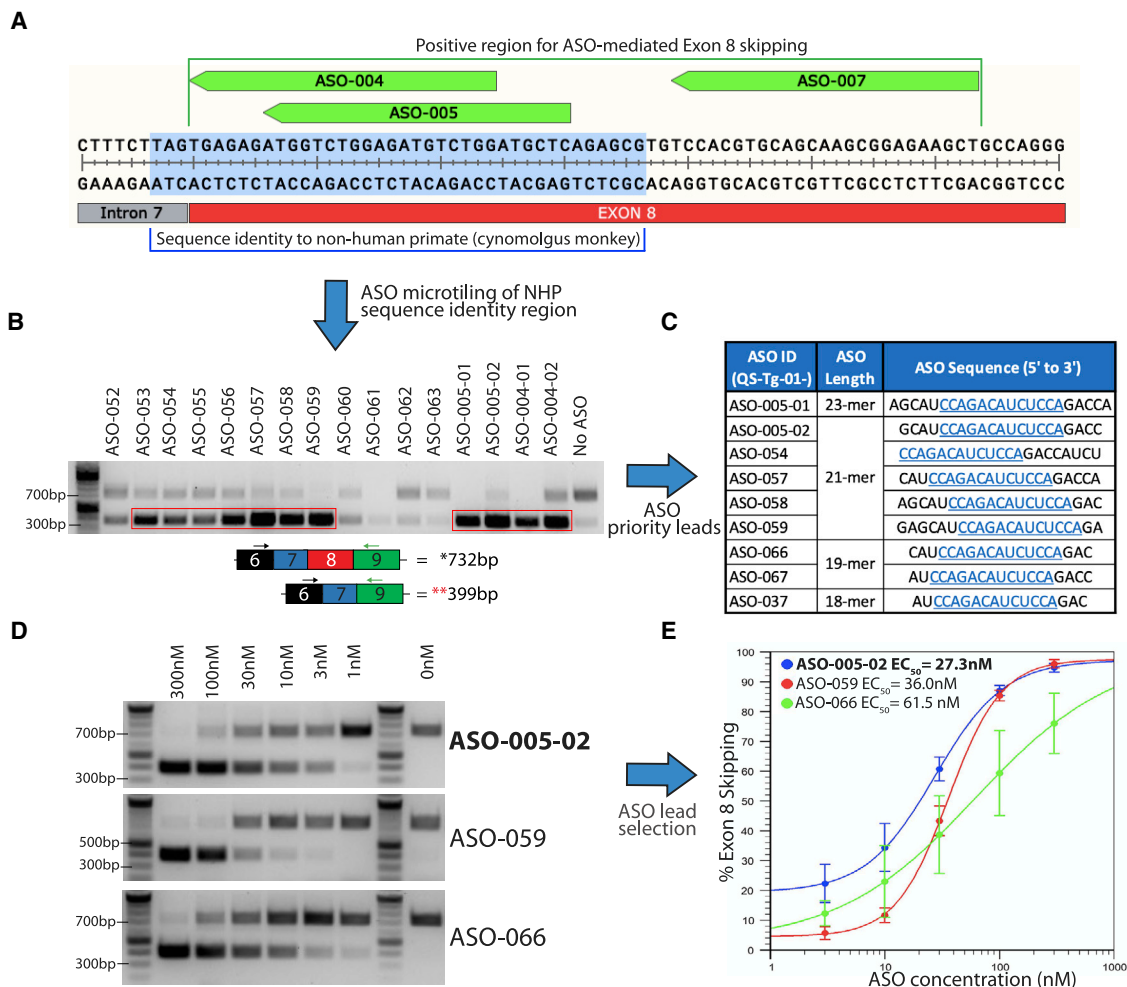 A
Positive region for ASO-mediated Exon 8 skipping
ASO-004
ASO-007
ASO-005
CTTTCTTAGTGAGAGATGGTCTGGAGATGTCTGGATGCTCAGAGCGTGTCCACGTGCAGCAAGCGGAGAAGCTGCCAGGG
GAAAGAATCACTCTCTACCAGACCTCTACAGACCTACGAGTCTCGCACAGGTGCACGTCGTTCGCCTCTTCGACGGTCCC
Intron 7
EXON 8
Sequence identity to non-human primate (cynomolgus monkey)
ASO microtiling of NHP
sequence identity region
B
ASO-052
ASO-053
ASO-054
ASO-055
ASO-056
ASO-057
ASO-058
ASO-059
ASO-060
ASO-061
ASO-062
ASO-063
ASO-005-01
ASO-005-02
ASO-004-01
ASO-004-02
No ASO
700bp
300bp
6 7 8 9 = *732bp
6 7 9 = **399bp
ASO
priority leads
C
ASO ID (QS-Tg-01-) ASO Length ASO Sequence (5' to 3')
ASO-005-01 23-mer AGCAUCCAGACAUCUCCAGACCA
ASO-005-02 GCAUCCAGACAUCUCCAGACC
ASO-054 CCAGACAUCUCCAGACCAUCU
ASO-057 21-mer CAUCCAGACAUCUCCAGACCA
ASO-058 AGCAUCCAGACAUCUCCAGAC
ASO-059 GAGCAUCCAGACAUCUCCAGA
ASO-066 19-mer CAUCCAGACAUCUCCAGAC
ASO-067 AUCCAGACAUCUCCAGACC
ASO-037 18-mer AUCCAGACAUCUCCAGAC
D
300nM
100nM
30nM
10nM
3nM
1nM
0nM
700bp
300bp
ASO-005-02
500bp
300bp
ASO-059
700bp
300bp
ASO-066
ASO lead
selection
E
% Exon 8 Skipping
100
90
80
70
60
50
40
30
20
10
0
ASO-005-02 EC50= 27.3nM
ASO-059 EC50= 36.0nM
ASO-066 EC50= 61.5 nM
1 10 100 1000
ASO concentration (nM)